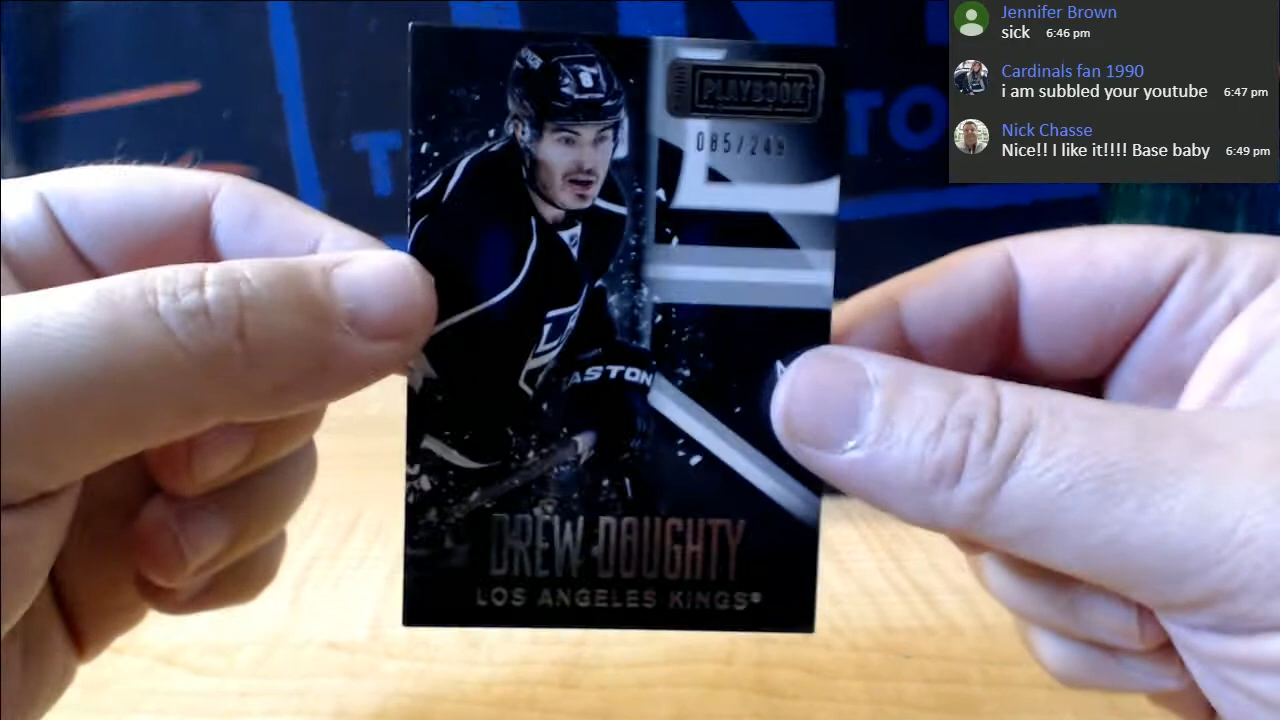 Jennifer Brown
sick 6:46 pm
Cardinals fan 1990
i am subbled your youtube 6:47 pm
Nick Chasse
Nice!! I like it!!!! Base baby 6:49 pm
PLAYBOOK
085/249
EASTON
DREW DOUGHTY
LOS ANGELES KINGS®